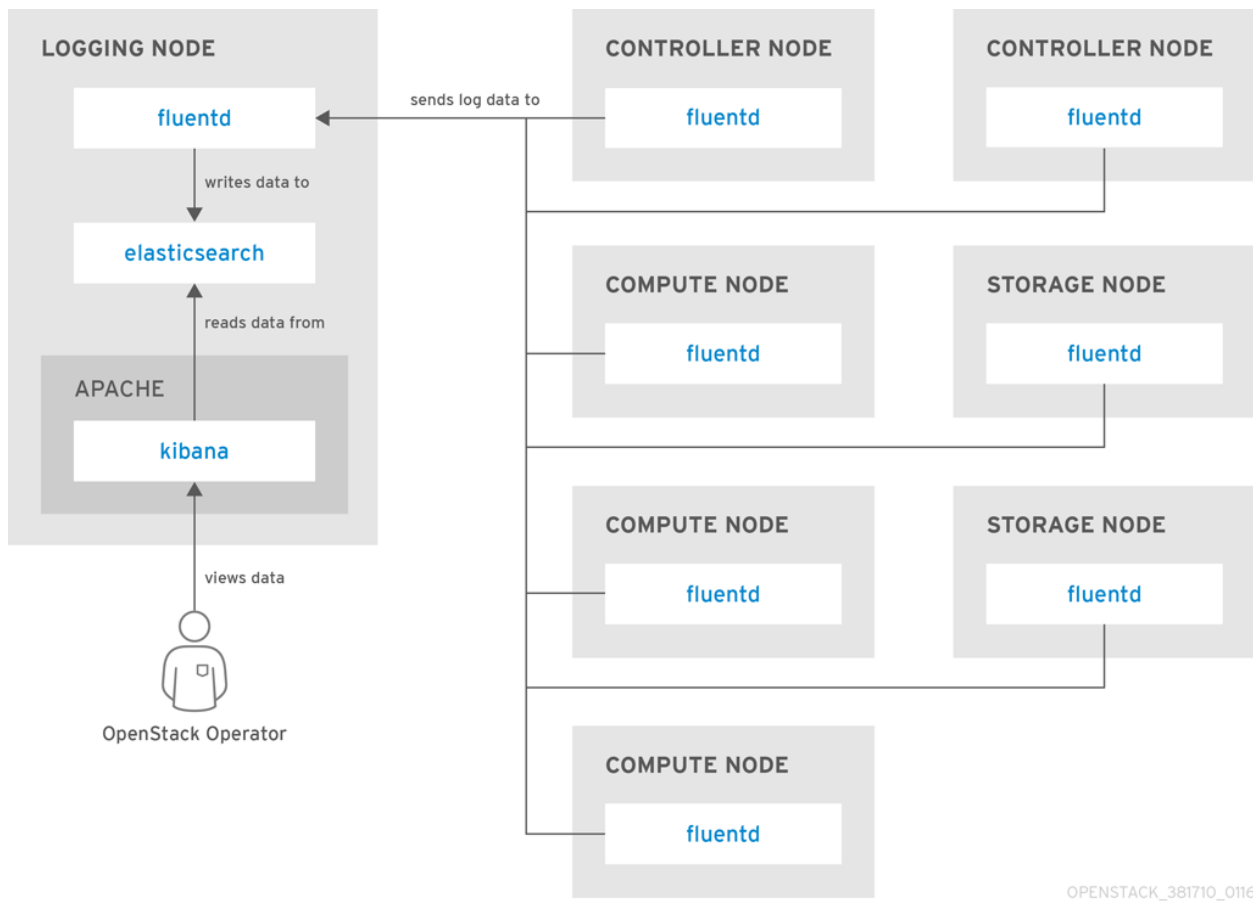 LOGGING NODE
fluentd
writes data to
elasticsearch
reads data from
APACHE
kibana
views data
OpenStack Operator
sends log data to
CONTROLLER NODE
fluentd
CONTROLLER NODE
fluentd
COMPUTE NODE
fluentd
STORAGE NODE
fluentd
COMPUTE NODE
fluentd
STORAGE NODE
fluentd
COMPUTE NODE
fluentd
OPENSTACK_381710_0116